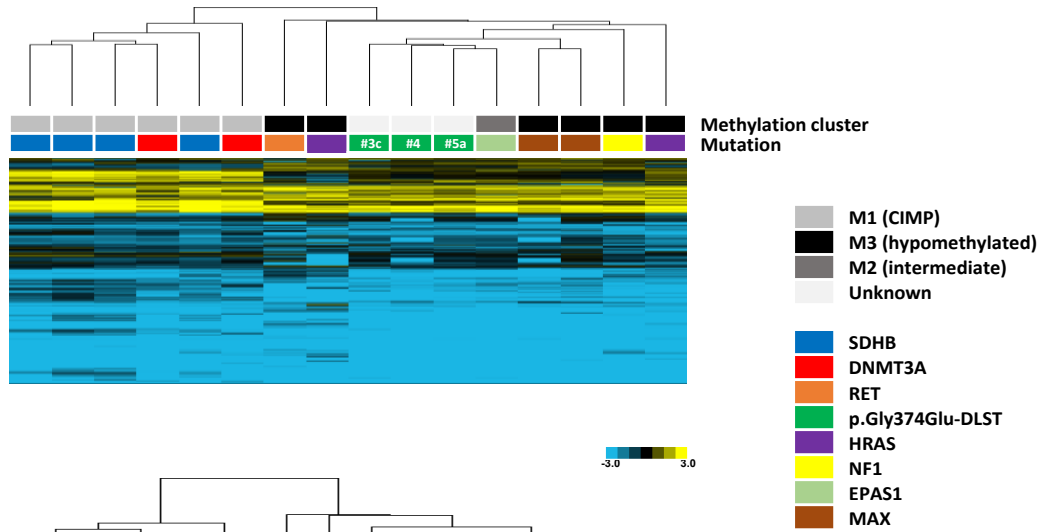 Methylation cluster
Mutation
#3c #4 #5a
M1 (CIMP)
M3 (hypomethylated)
M2 (intermediate)
Unknown
SDHB
DNMT3A
RET
p.Gly374Glu-DLST
HRAS
NF1
EPAS1
MAX
-3.0 3.0